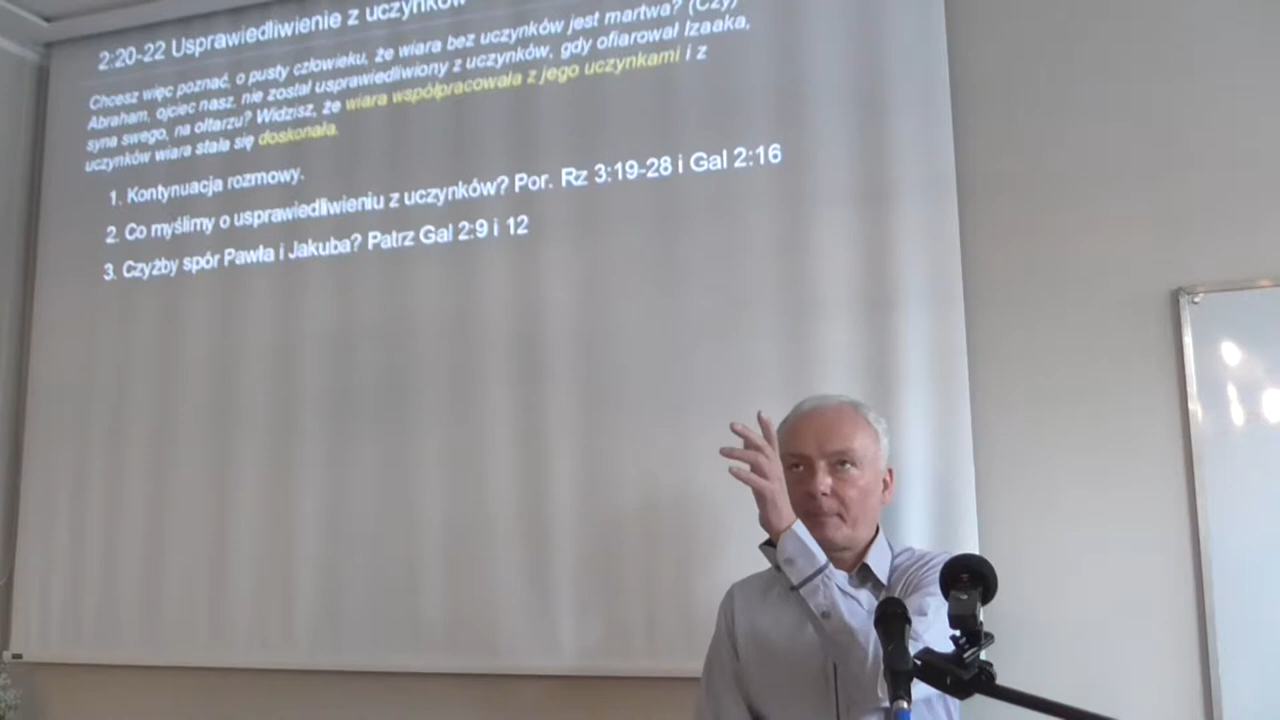 2:20-22 Usprawiedliwienie z uczynków
Chcesz więc poznać, o pusty człowieku, że wiara bez uczynków jest martwa? (Czy)
Abraham, ojciec nasz, nie został usprawiedliwiony z uczynków, gdy ofiarował Izaaka,
syna swego, na ołtarzu? Widzisz, że wiara współpracowała z jego uczynkami i z
uczynków wiara stała się doskonała.
1. Kontynuacja rozmowy.
2. Co myślimy o usprawiedliwieniu z uczynków? Por. Rz 3:19-28 i Gal 2:16
3. Czyżby spór Pawła i Jakuba? Patrz Gal 2:9 i 12